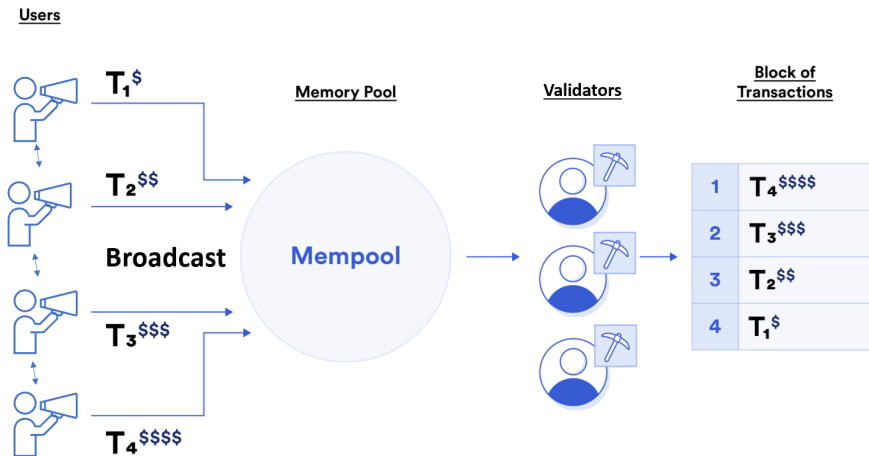 Users
T₁$
T₂$$
Broadcast
T₃$$$
T₄$$$$
Memory Pool
Mempool
Validators
Block of
Transactions
1 T₄$$$$
2 T₃$$$
3 T₂$$
4 T₁$